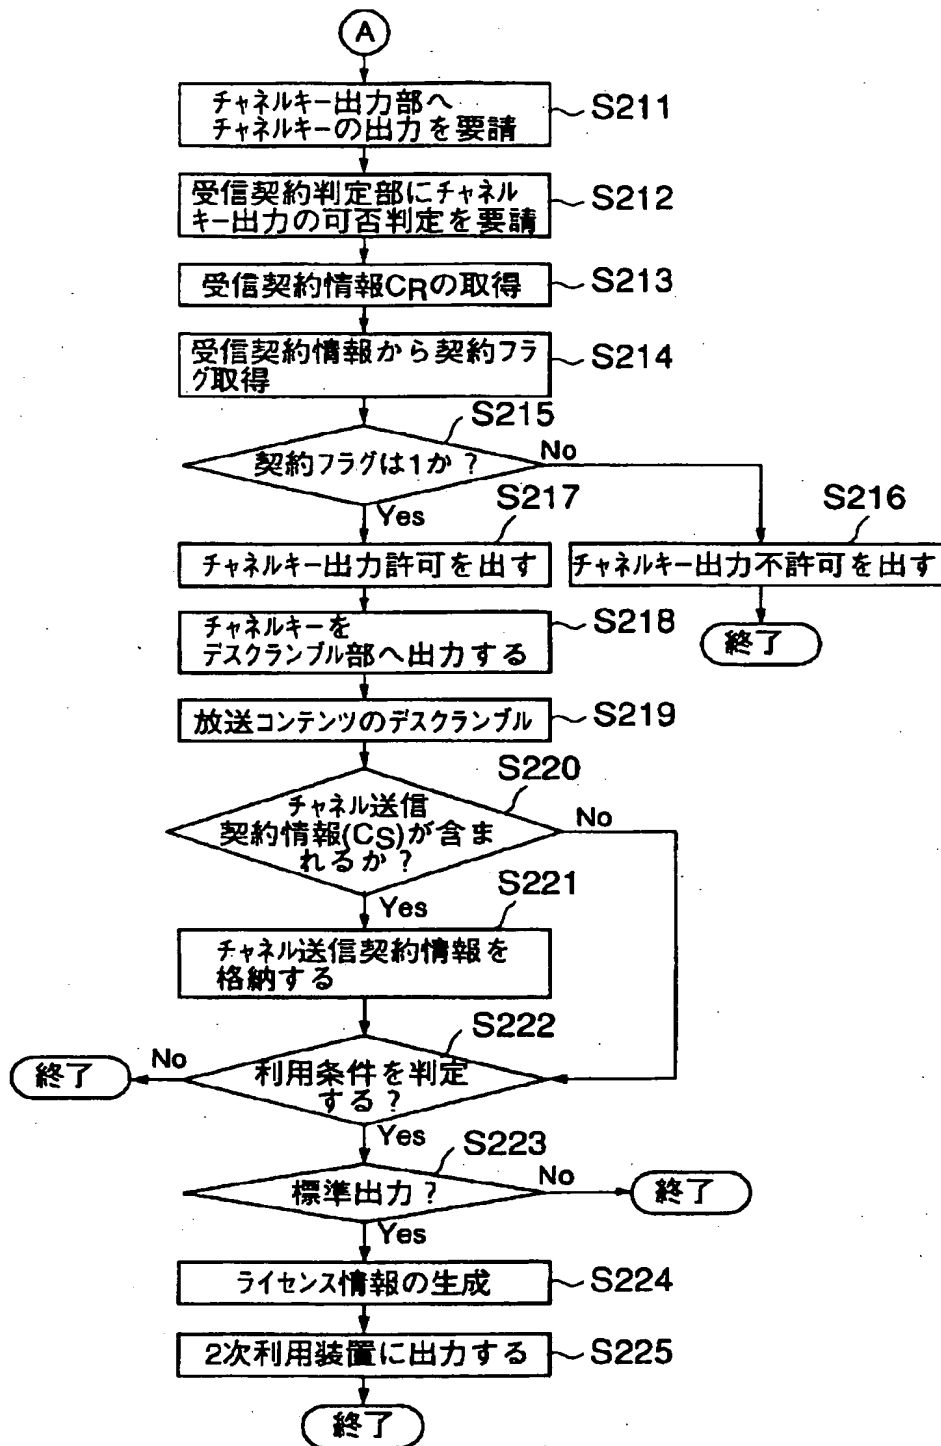 A
チャネルキー出力部へ
チャネルキーの出力を要請
S211
受信契約判定部にチャネル
キー出力の可否判定を要請
S212
受信契約情報CRの取得
S213
受信契約情報から契約フラ
グ取得
S214
S215
契約フラグは1か？
No
Yes
S217
S216
チャネルキー出力許可を出す
チャネルキー出力不許可を出す
チャネルキーを
デスクランブル部へ出力する
S218
終了
放送コンテンツのデスクランブル
S219
S220
チャネル送信
契約情報(CS)が含ま
れるか？
No
Yes
S221
チャネル送信契約情報を
格納する
S222
利用条件を判定
する？
No
終了
Yes
S223
標準出力？
No
終了
Yes
ライセンス情報の生成
S224
2次利用装置に出力する
S225
終了